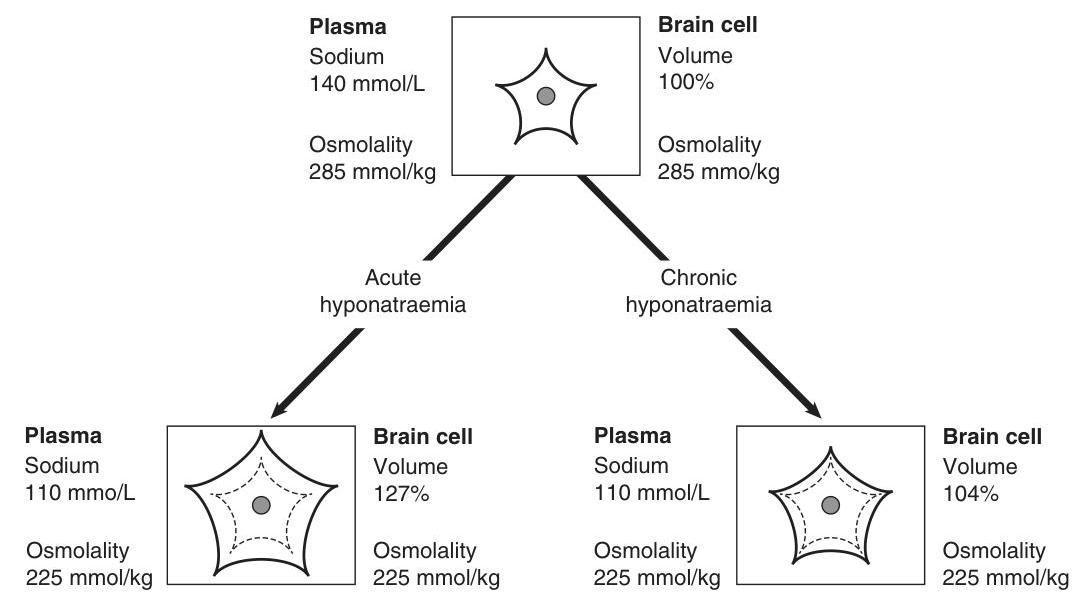 Plasma
Sodium
140 mmol/L
Osmolality
285 mmol/kg
Brain cell
Volume
100%
Osmolality
285 mmo/kg
Acute
hyponatraemia
Chronic
hyponatraemia
Plasma
Sodium
110 mmo/L
Osmolality
225 mmol/kg
Brain cell
Volume
127%
Osmolality
225 mmol/kg
Plasma
Sodium
110 mmol/L
Osmolality
225 mmol/kg
Brain cell
Volume
104%
Osmolality
225 mmol/kg